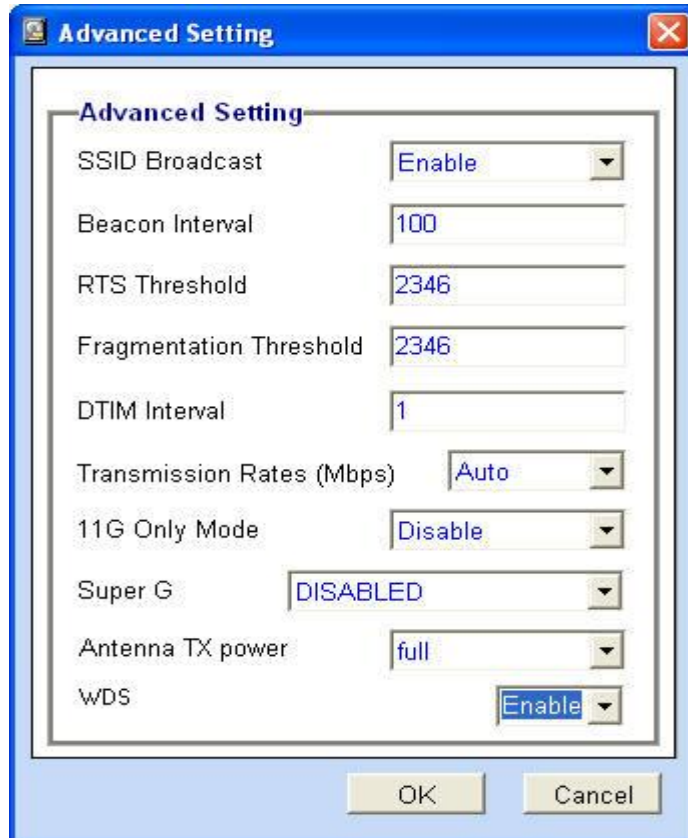 Advanced Setting
Advanced Setting
SSID Broadcast Enable
Beacon Interval 100
RTS Threshold 2346
Fragmentation Threshold 2346
DTIM Interval 1
Transmission Rates (Mbps) Auto
11G Only Mode Disable
Super G DISABLED
Antenna TX power full
WDS Enable
OK Cancel